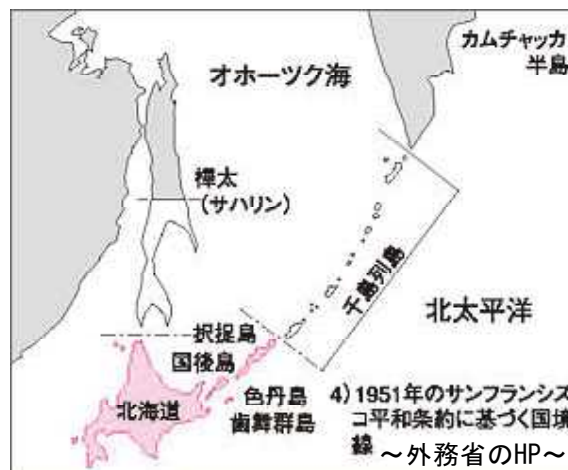 カムチャッカ
半島
オホーツク海
樺太
(サハリン)
千島列島
北太平洋
択捉島
国後島
色丹島
歯舞群島
北海道
4) 1951年のサンフランシス
コ平和条約に基づく国境
線
~外務省のHP~